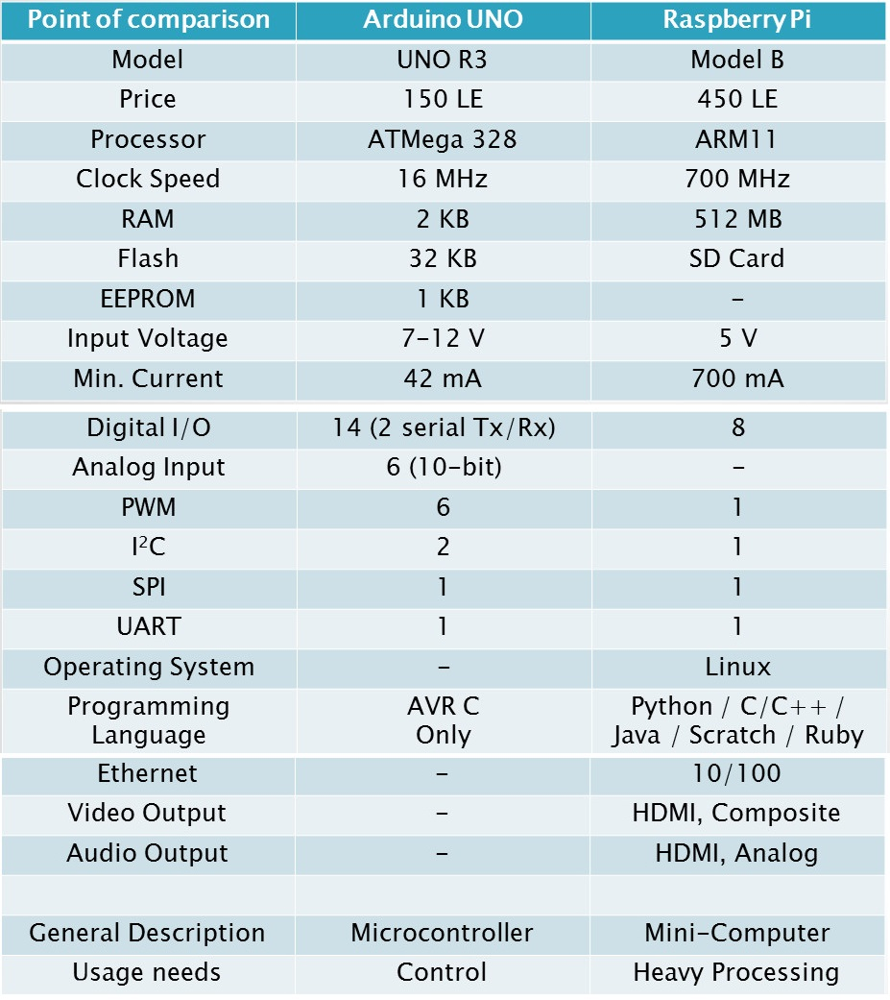 Point of comparison Arduino UNO Raspberry Pi
Model UNO R3 Model B
Price 150 LE 450 LE
Processor ATMega 328 ARM11
Clock Speed 16 MHz 700 MHz
RAM 2 KB 512 MB
Flash 32 KB SD Card
EEPROM 1 KB -
Input Voltage 7-12 V 5 V
Min. Current 42 mA 700 mA
Digital I/O 14 (2 serial Tx/Rx) 8
Analog Input 6 (10-bit) -
PWM 6 1
I²C 2 1
SPI 1 1
UART 1 1
Operating System - Linux
Programming AVR C Python / C/C++ /
Language Only Java / Scratch / Ruby
Ethernet - 10/100
Video Output - HDMI, Composite
Audio Output - HDMI, Analog
General Description Microcontroller Mini-Computer
Usage needs Control Heavy Processing